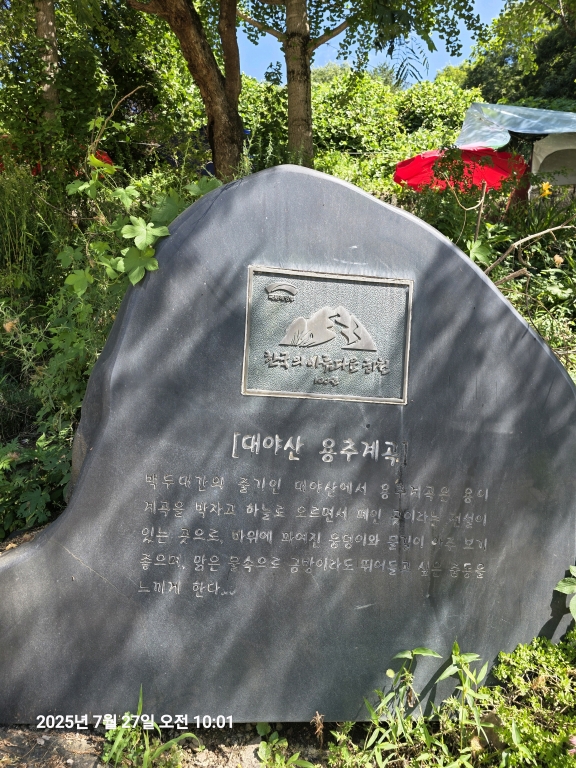 한국의 아름다운 하천
100선
[대야산 용추계곡]
백두대간의 줄기인 대야산에서 용추계곡은 용이
계곡을 박차고 하늘로 오르면서 패인 곳이라는 전설이
있는 곳으로, 바위에 파여진 웅덩이와 물길이 아주 보기
좋으며, 맑은 물속으로 금방이라도 뛰어들고 싶은 충동을
느끼게 한다...
2025년 7월 27일 오전 10:01